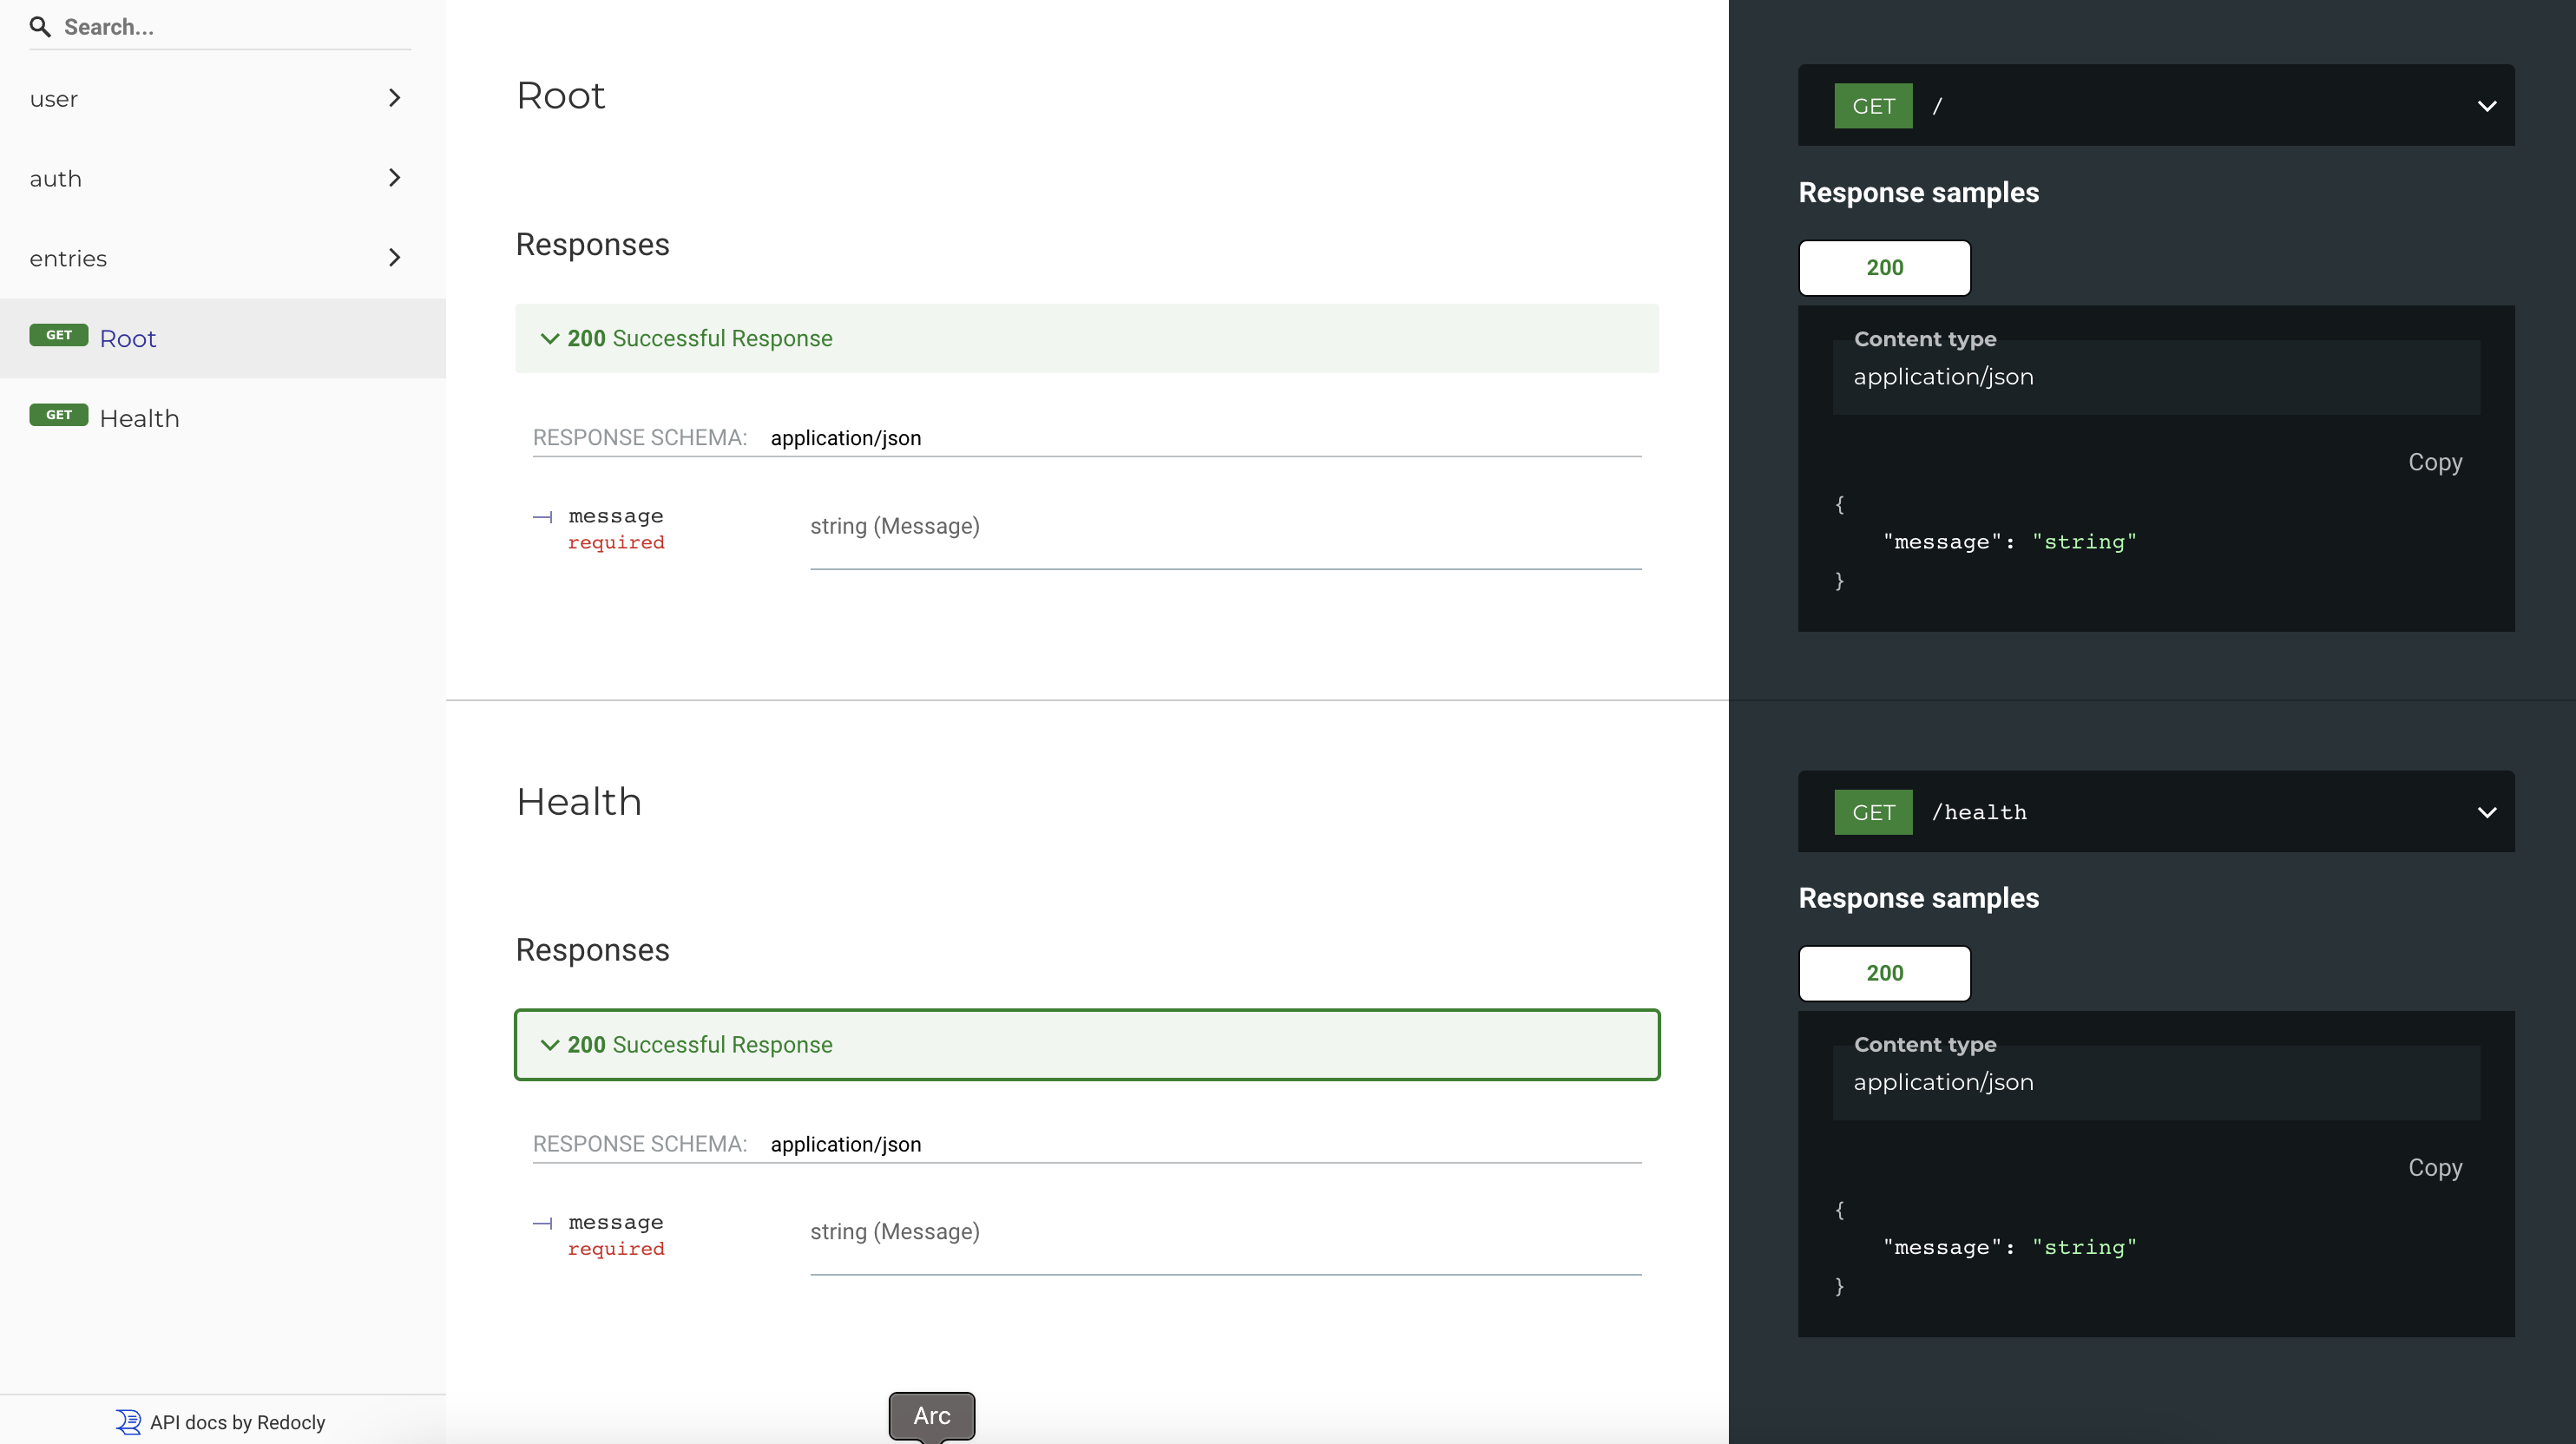 Search...
user
auth
entries
GET Root
GET Health
API docs by Redocly
Root
Responses
200 Successful Response
RESPONSE SCHEMA: application/json
message
required
string (Message)
Health
Responses
200 Successful Response
RESPONSE SCHEMA: application/json
message
required
string (Message)
Arc
GET /
Response samples
200
Content type
application/json
Copy
{
"message": "string"
}
GET /health
Response samples
200
Content type
application/json
Copy
{
"message": "string"
}